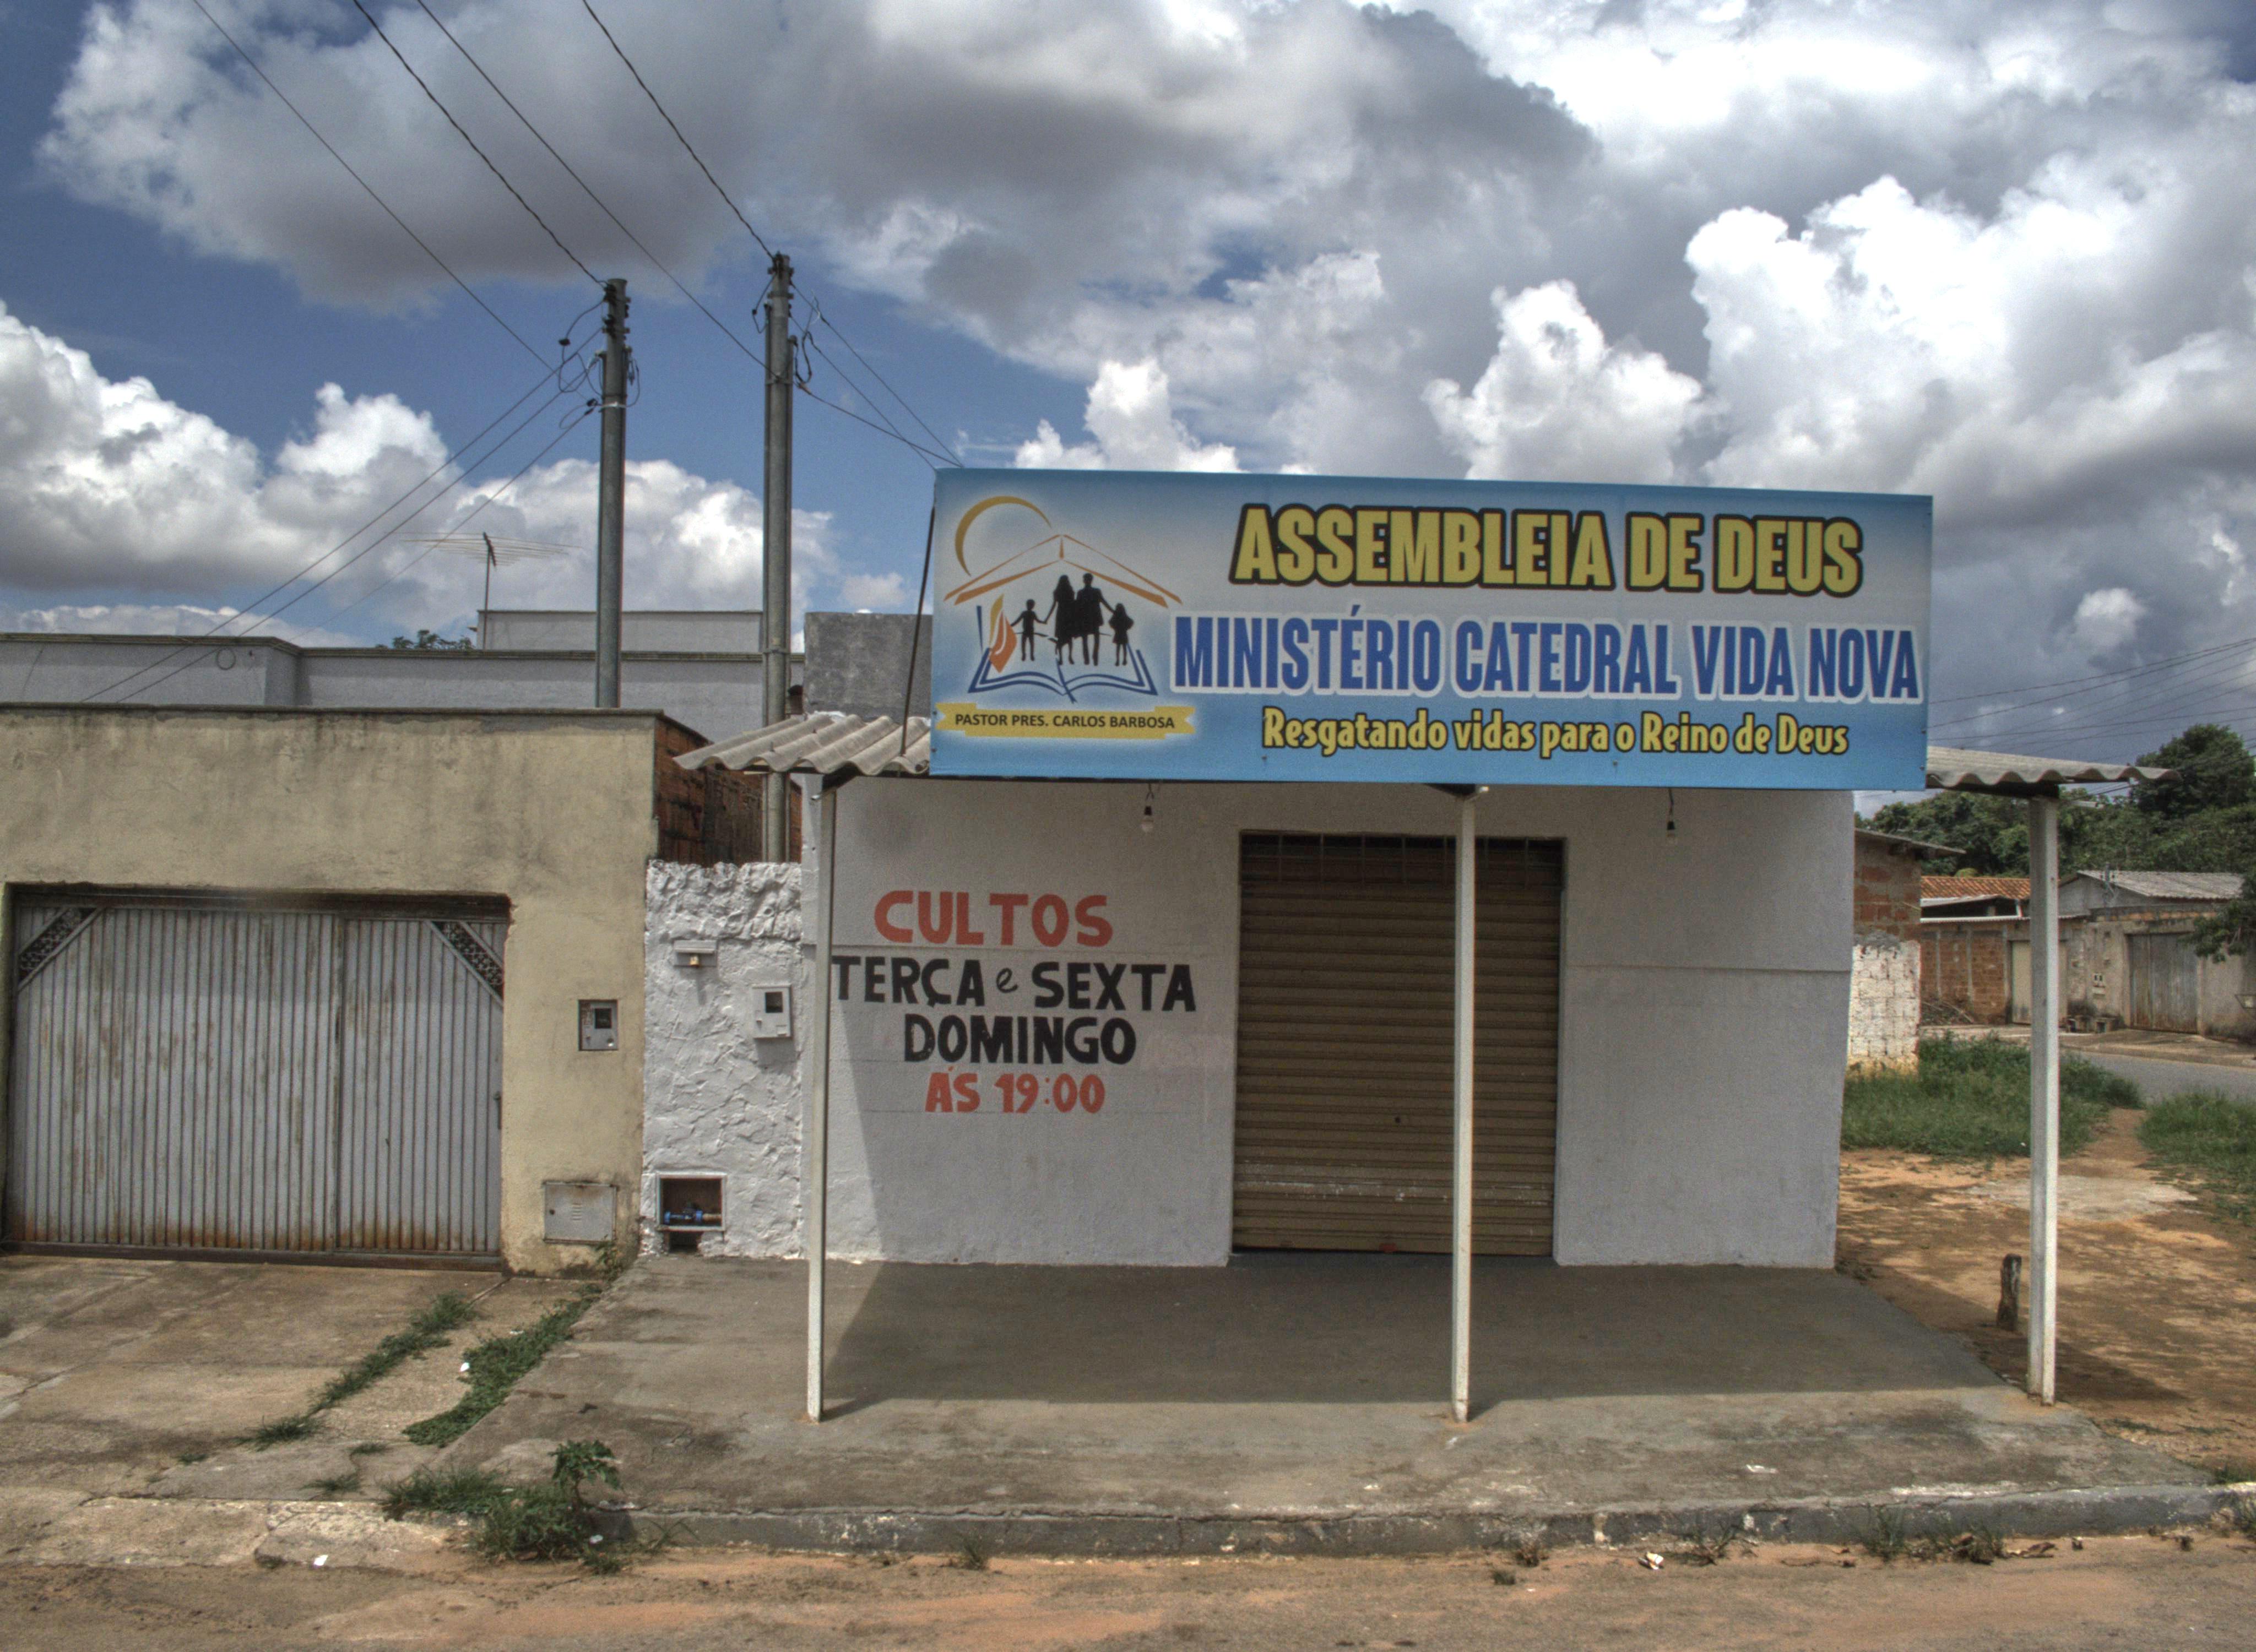 ASSEMBLEIA DE DEUS
MINISTÉRIO CATEDRAL VIDA NOVA
Resgatando vidas para o Reino de Deus
PASTOR PRES. CARLOS BARBOSA
CULTOS
TERÇA e SEXTA
DOMINGO
ÁS 19:00